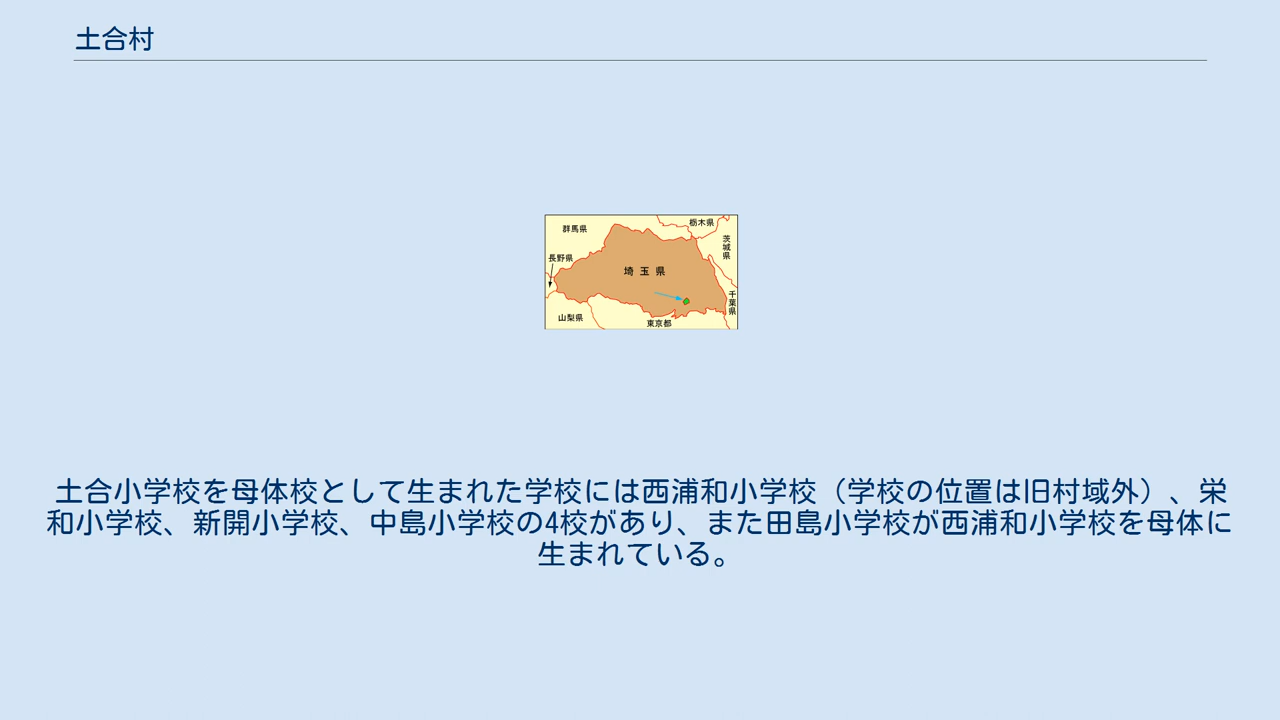 土合村
群馬県
栃木県
茨城県
長野県
埼玉県
千葉県
山梨県
東京都
土合小学校を母体校として生まれた学校には西浦和小学校（学校の位置は旧村域外）、栄
和小学校、新開小学校、中島小学校の4校があり、また田島小学校が西浦和小学校を母体に
生まれている。